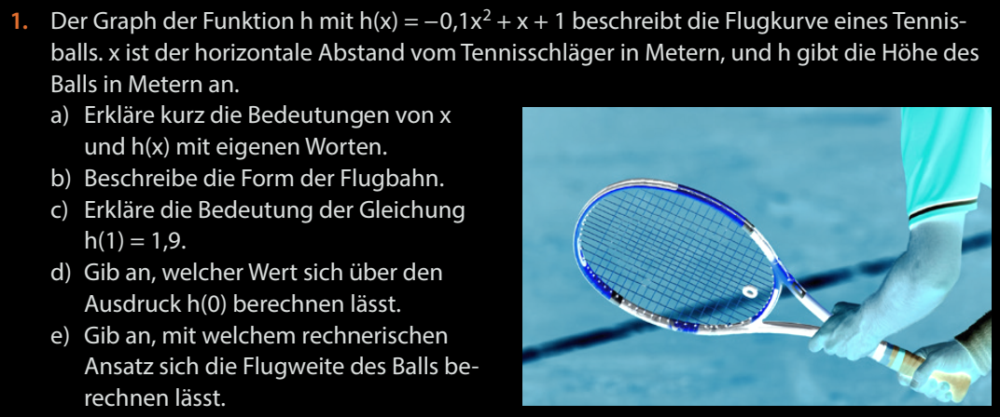 1. Der Graph der Funktion h mit h(x) = −0,1x² + x + 1 beschreibt die Flugkurve eines Tennis-
balls. x ist der horizontale Abstand vom Tennisschläger in Metern, und h gibt die Höhe des
Balls in Metern an.
a) Erkläre kurz die Bedeutungen von x
und h(x) mit eigenen Worten.
b) Beschreibe die Form der Flugbahn.
c) Erkläre die Bedeutung der Gleichung
h(1) = 1,9.
d) Gib an, welcher Wert sich über den
Ausdruck h(0) berechnen lässt.
e) Gib an, mit welchem rechnerischen
Ansatz sich die Flugweite des Balls be-
rechnen lässt.